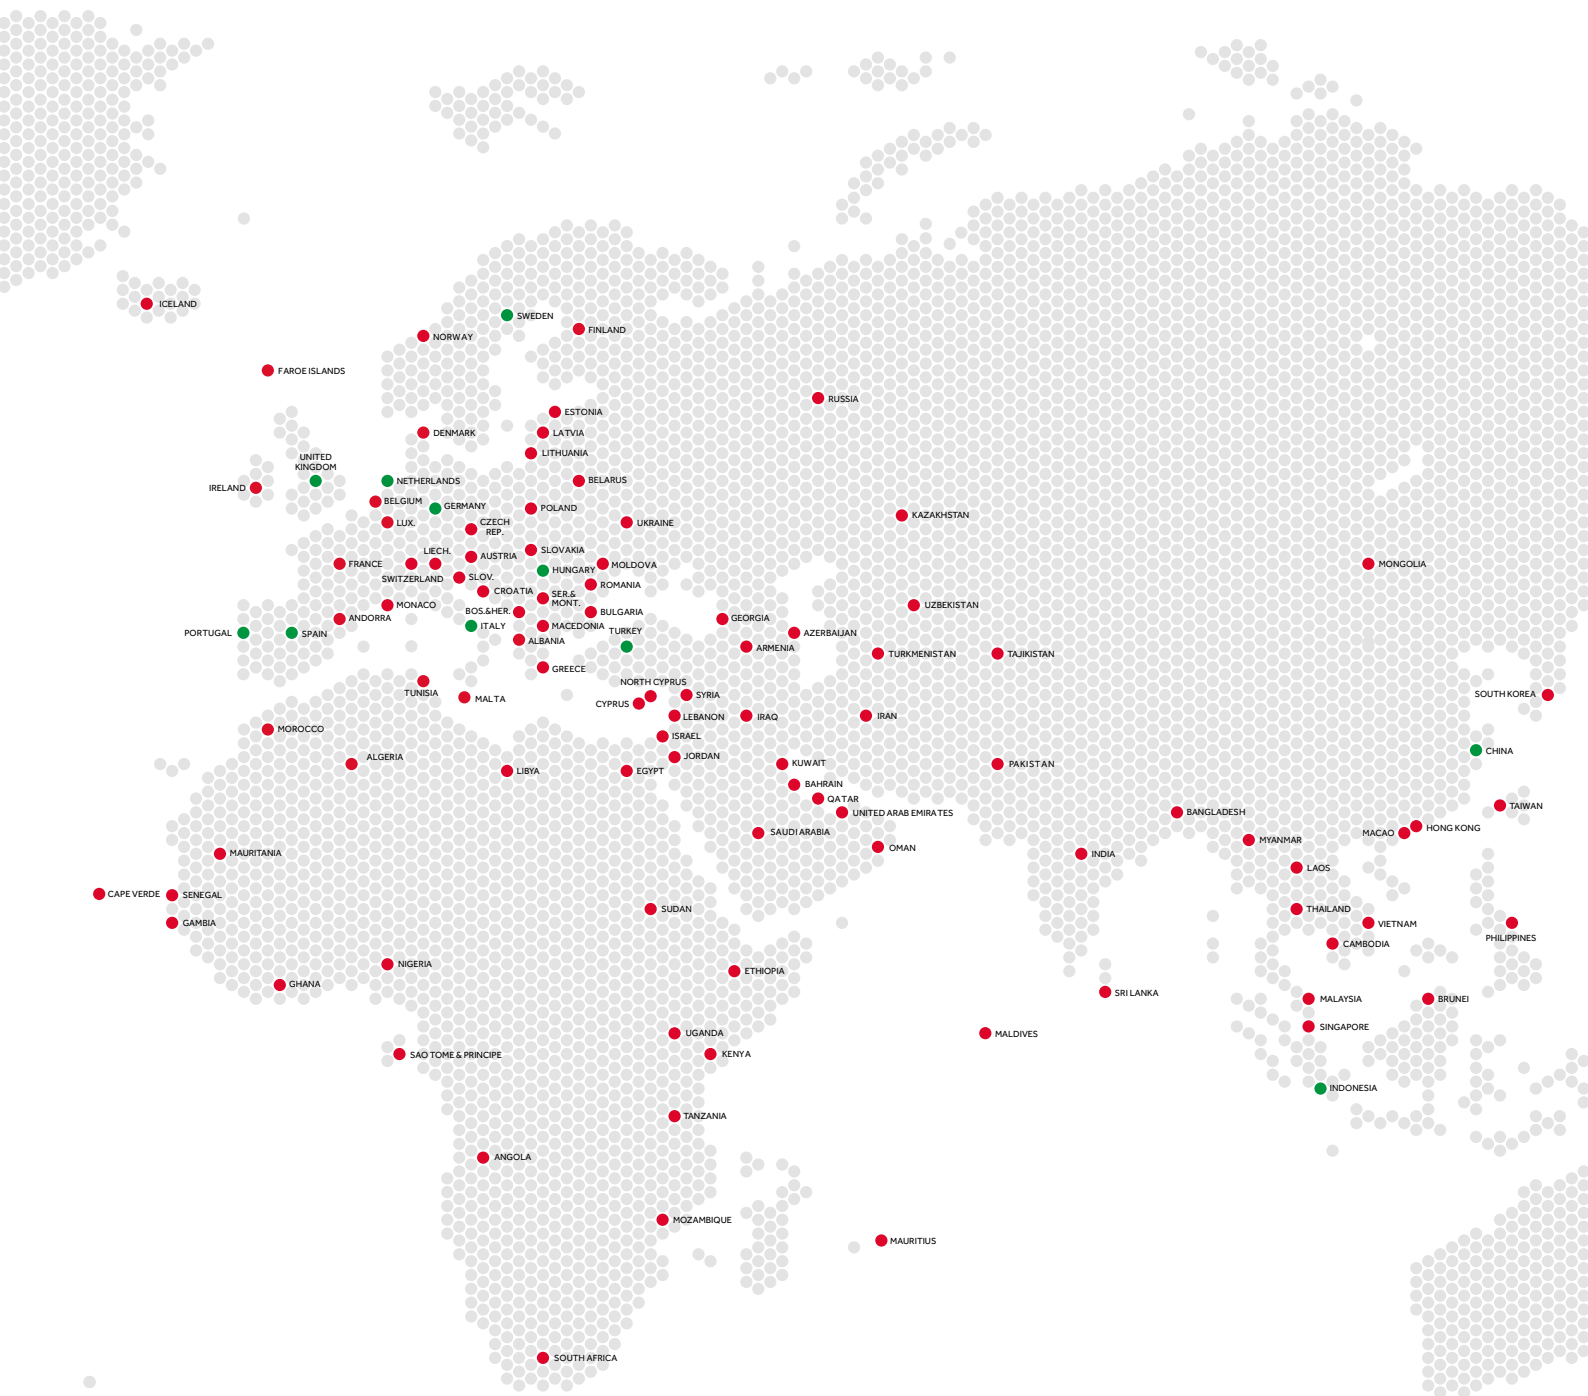 ICELAND
SWEDEN
FINLAND
NORWAY
FAROE ISLANDS
RUSSIA
ESTONIA
DENMARK
LATVIA
LITHUANIA
UNITED
KINGDOM
IRELAND
NETHERLANDS
BELARUS
BELGIUM
GERMANY
POLAND
KAZAKHSTAN
LUX.
CZECH
REP.
UKRAINE
LIECH.
AUSTRIA
SLOVAKIA
FRANCE
HUNGARY
MOLDOVA
MONGOLIA
SWITZERLAND
SLOV.
ROMANIA
CROATIA
SER.&
MONT.
MONACO
BOS.&HER.
BULGARIA
UZBEKISTAN
ANDORRA
ITALY
MACEDONIA
GEORGIA
PORTUGAL
SPAIN
TURKEY
AZERBAIJAN
ALBANIA
ARMENIA
TURKMENISTAN
TAJIKISTAN
GREECE
TUNISIA
NORTH CYPRUS
MALTA
CYPRUS
SYRIA
SOUTH KOREA
LEBANON
IRAQ
IRAN
MOROCCO
ISRAEL
CHINA
ALGERIA
JORDAN
LIBYA
EGYPT
KUWAIT
PAKISTAN
BAHRAIN
QATAR
TAIWAN
UNITED ARAB EMIRATES
BANGLADESH
SAUDI ARABIA
MACAO
HONG KONG
MYANMAR
OMAN
MAURITANIA
INDIA
LAOS
CAPE VERDE
SENEGAL
SUDAN
THAILAND
GAMBIA
VIETNAM
PHILIPPINES
CAMBODIA
NIGERIA
ETHIOPIA
GHANA
SRI LANKA
MALAYSIA
BRUNEI
SINGAPORE
UGANDA
MALDIVES
SAO TOME & PRINCIPE
KENYA
INDONESIA
TANZANIA
ANGOLA
MOZAMBIQUE
MAURITIUS
SOUTH AFRICA